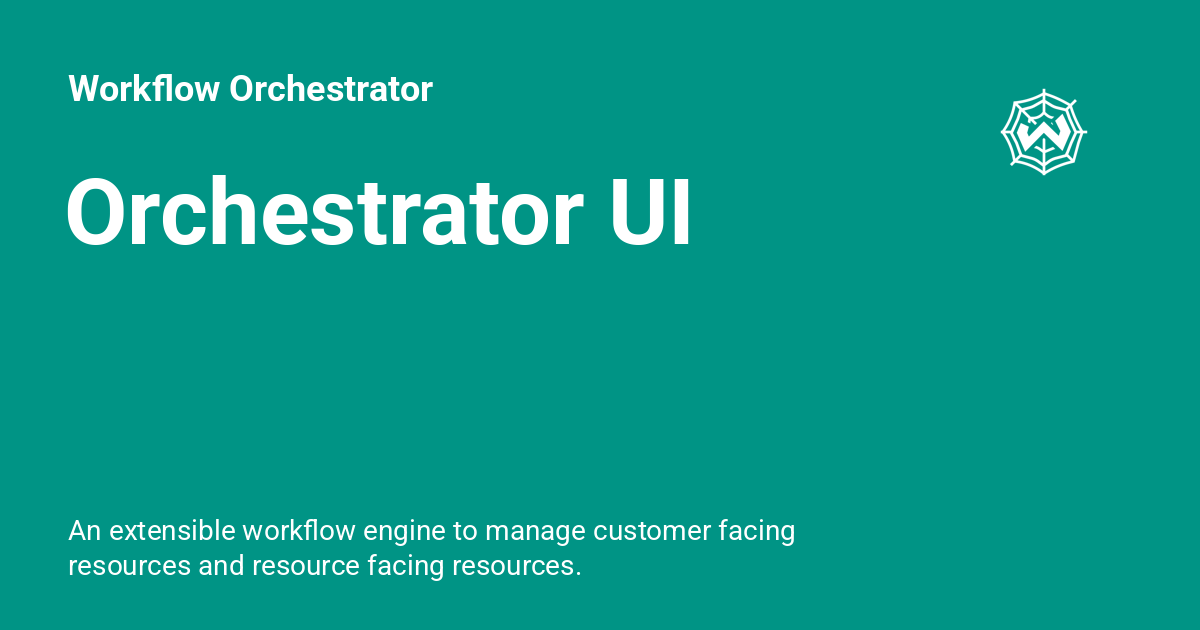 Workflow Orchestrator
Orchestrator UI
W
An extensible workflow engine to manage customer facing
resources and resource facing resources.